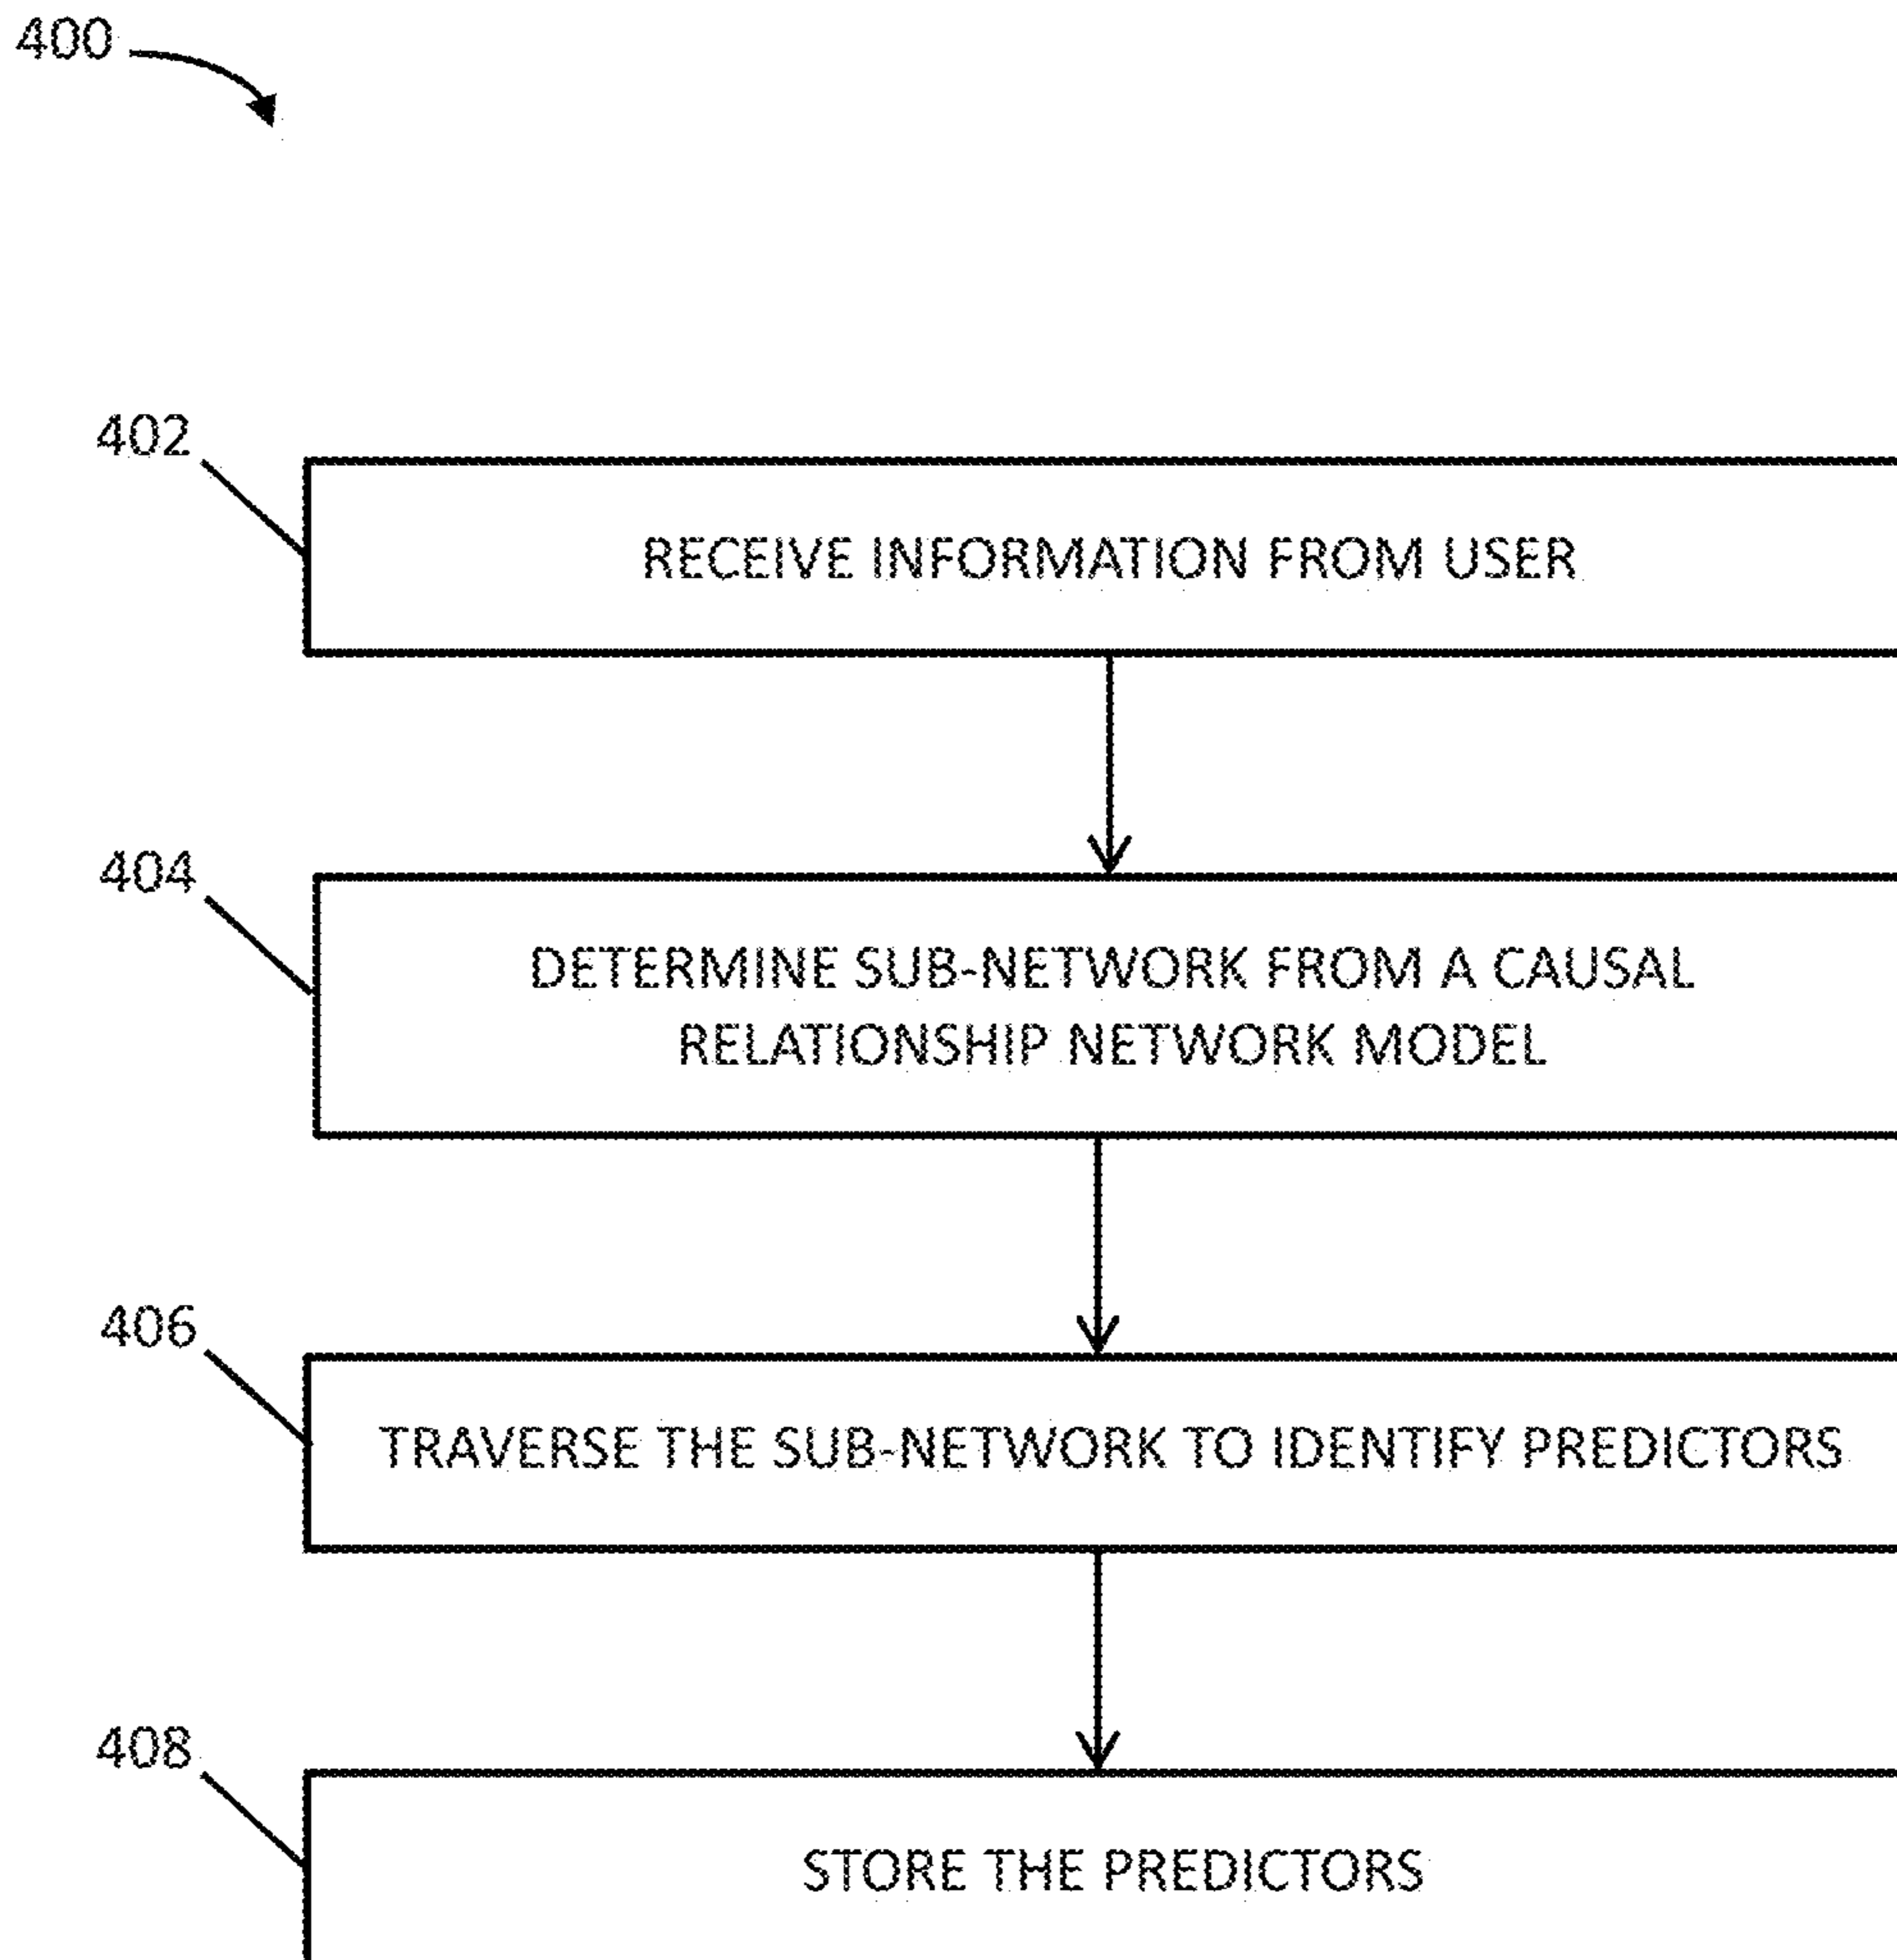 400
402
RECEIVE INFORMATION FROM USER
404
DETERMINE SUB-NETWORK FROM A CAUSAL
RELATIONSHIP NETWORK MODEL
406
TRAVERSE THE SUB-NETWORK TO IDENTIFY PREDICTORS
408
STORE THE PREDICTORS